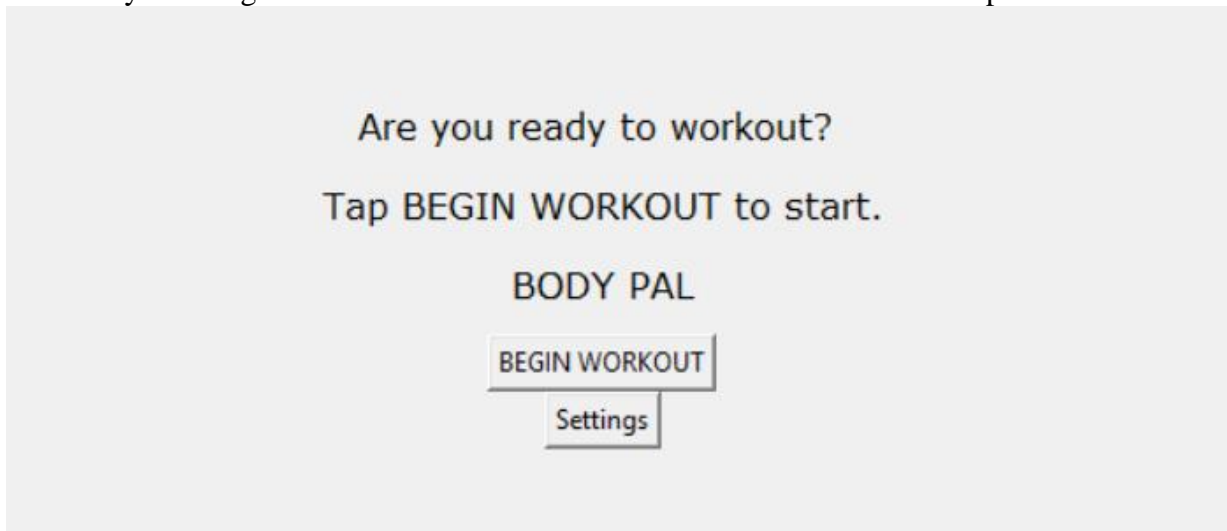 Are you ready to workout?
Tap BEGIN WORKOUT to start.
BODY PAL
BEGIN WORKOUT
Settings